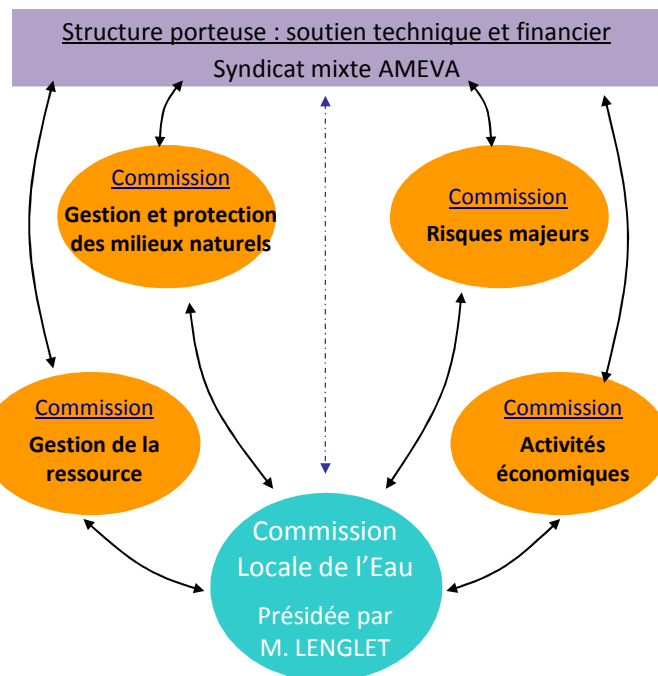 Structure porteuse : soutien technique et financier
Syndicat mixte AMEVA
Commission
Gestion et protection
des milieux naturels
Commission
Risques majeurs
Commission
Gestion de la
ressource
Commission
Activités
économiques
Commission
Locale de l’Eau
Présidée par
M. LENGLET